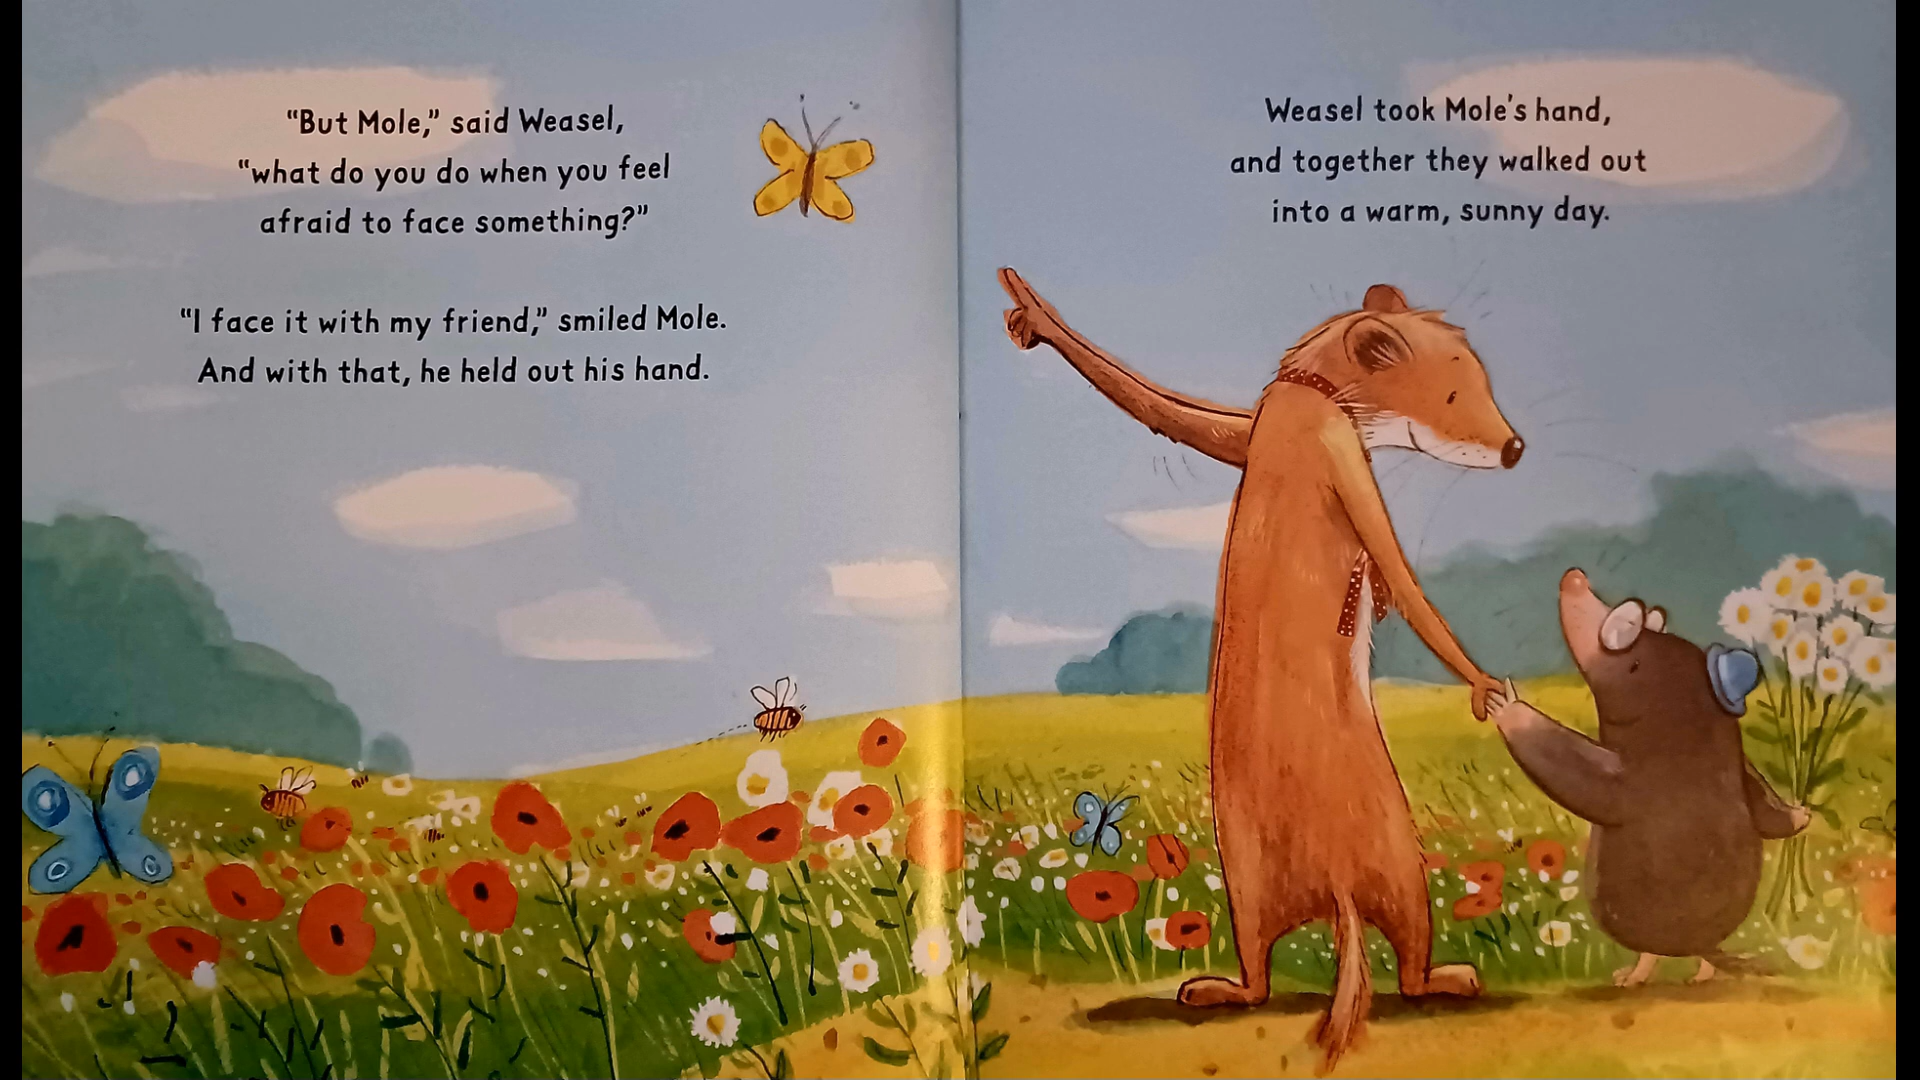 “But Mole,” said Weasel,
“what do you do when you feel
afraid to face something?”
“I face it with my friend,” smiled Mole.
And with that, he held out his hand.
Weasel took Mole's hand,
and together they walked out
into a warm, sunny day.